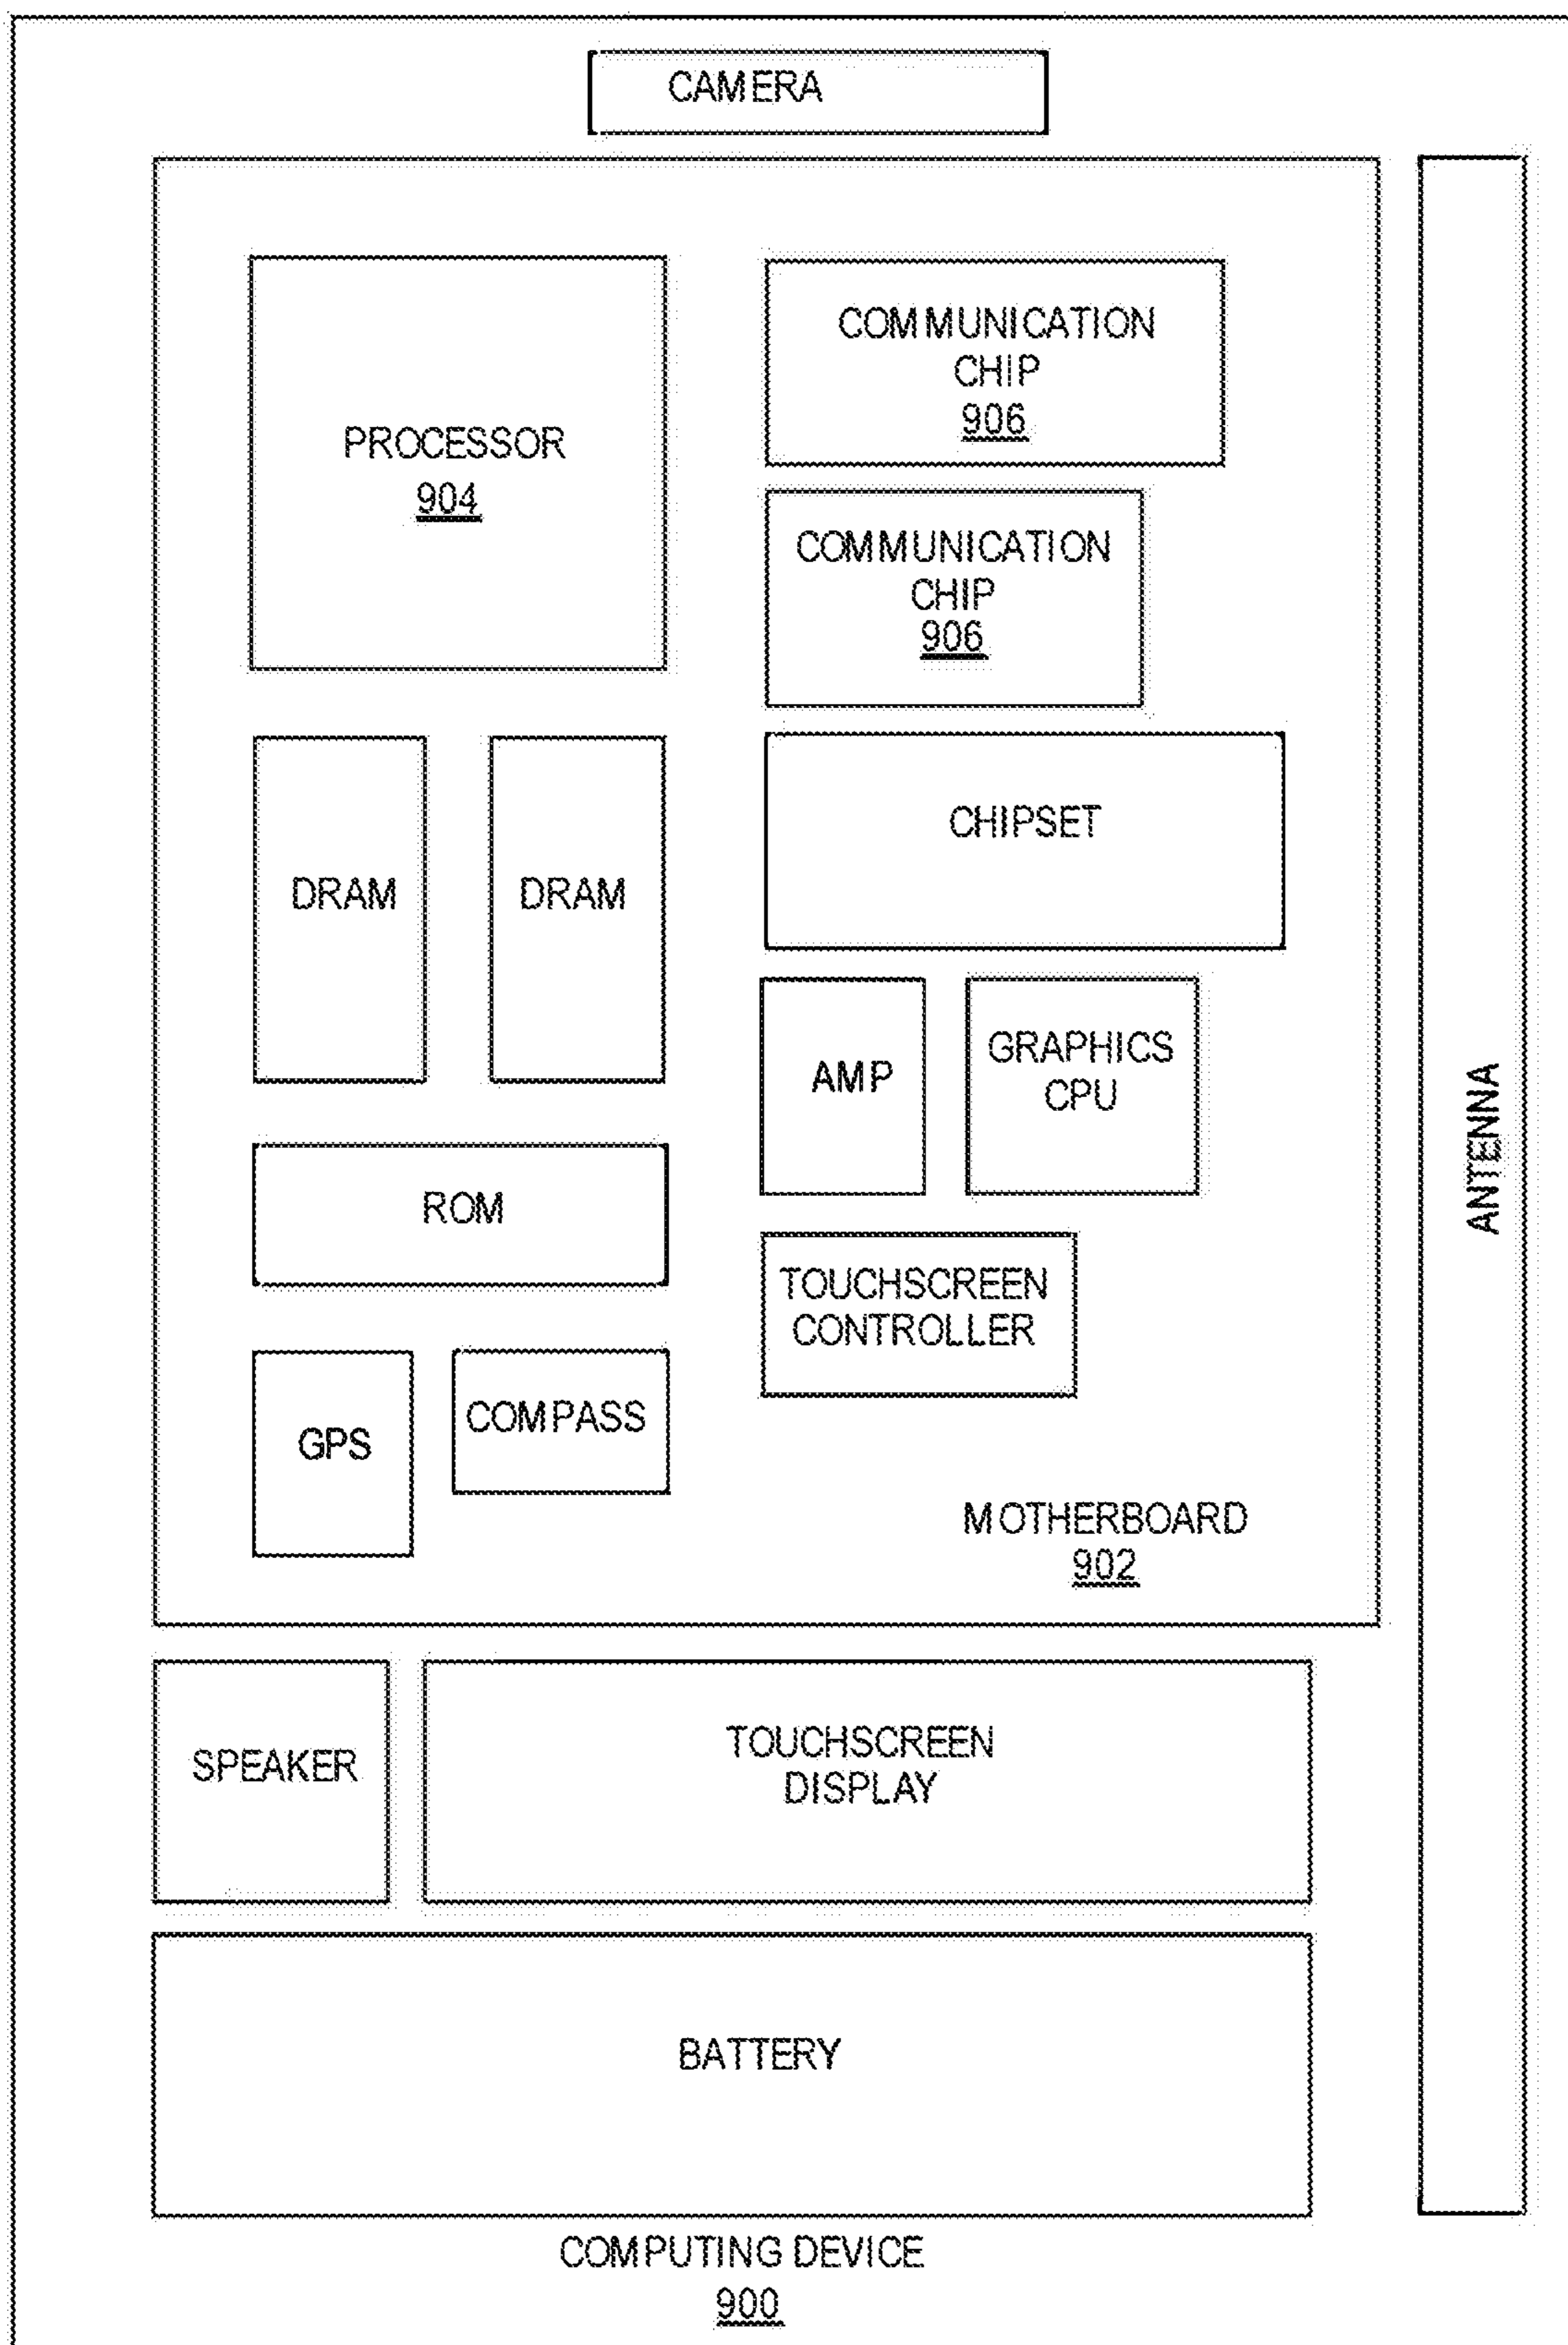 CAMERA
PROCESSOR
904
COMMUNICATION
CHIP
906
COMMUNICATION
CHIP
906
DRAM
DRAM
CHIPSET
AMP
GRAPHICS
CPU
ROM
TOUCHSCREEN
CONTROLLER
GPS
COMPASS
MOTHERBOARD
902
ANTENNA
SPEAKER
TOUCHSCREEN
DISPLAY
BATTERY
COMPUTING DEVICE
900